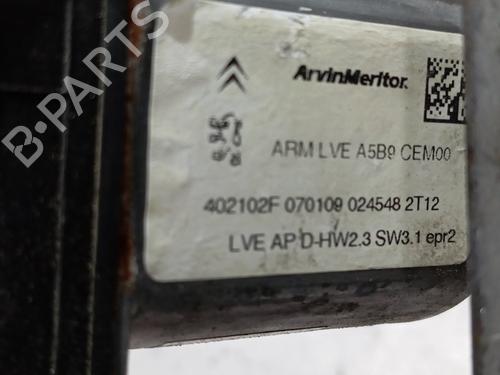 ArvinMeritor.
ARM LVE A5B9 CEM00
402102F 070109 024548 2T12
LVE AP D-HW2.3 SW3.1 epr2
B-PARTS